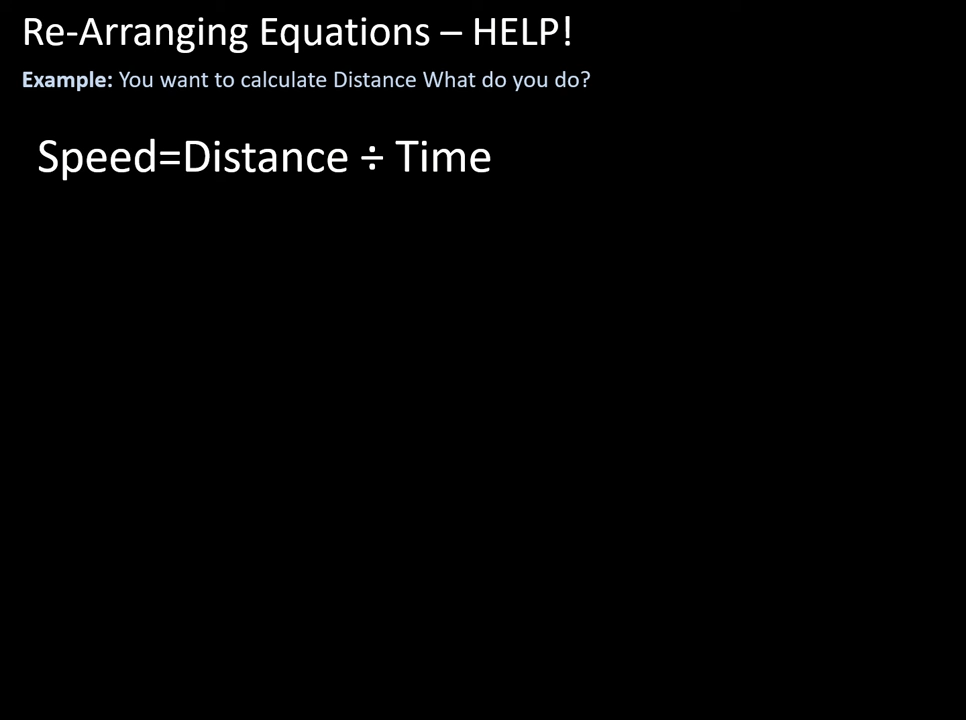 Re-Arranging Equations – HELP!
Example: You want to calculate Distance What do you do?
Speed=Distance ÷ Time